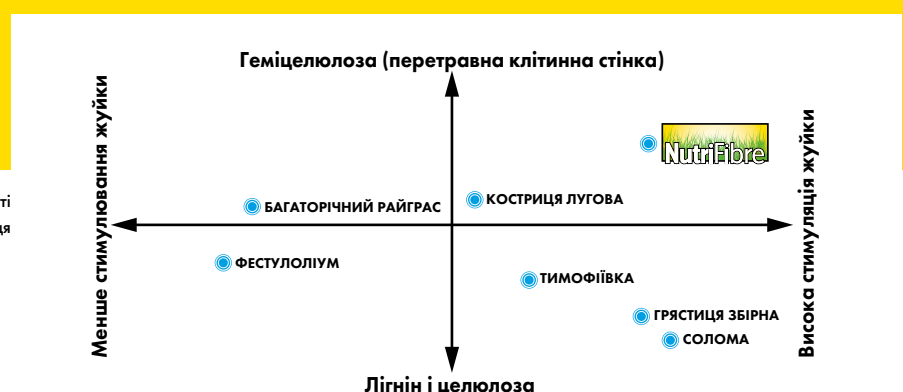 Геміцелюлоза (перетравна клітинна стінка)
Менше стимулювання жуйки
Висока стимуляція жуйки
NutriFibre
КОСТРИЦЯ ЛУГОВА
БАГАТОРІЧНИЙ РАЙГРАС
ФЕСТУЛОЛІУМ
ТИМОФІЇВКА
ГРЯСТИЦЯ ЗБІРНА
СОЛОМА
Лігнін і целюлоза